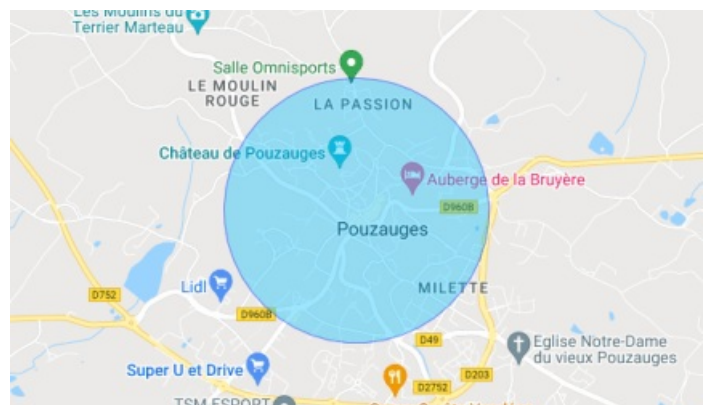 Les Moulins du
Terrier Marteau
Salle Omnisports
LE MOULIN
ROUGE
LA PASSION
Château de Pouzauges
Auberge de la Bruyère
D960B
Pouzauges
Lidl
MILETTE
D752
D960B
D49
Eglise Notre-Dame
du vieux Pouzauges
Super U et Drive
D203
D2752
TSM ESPORT